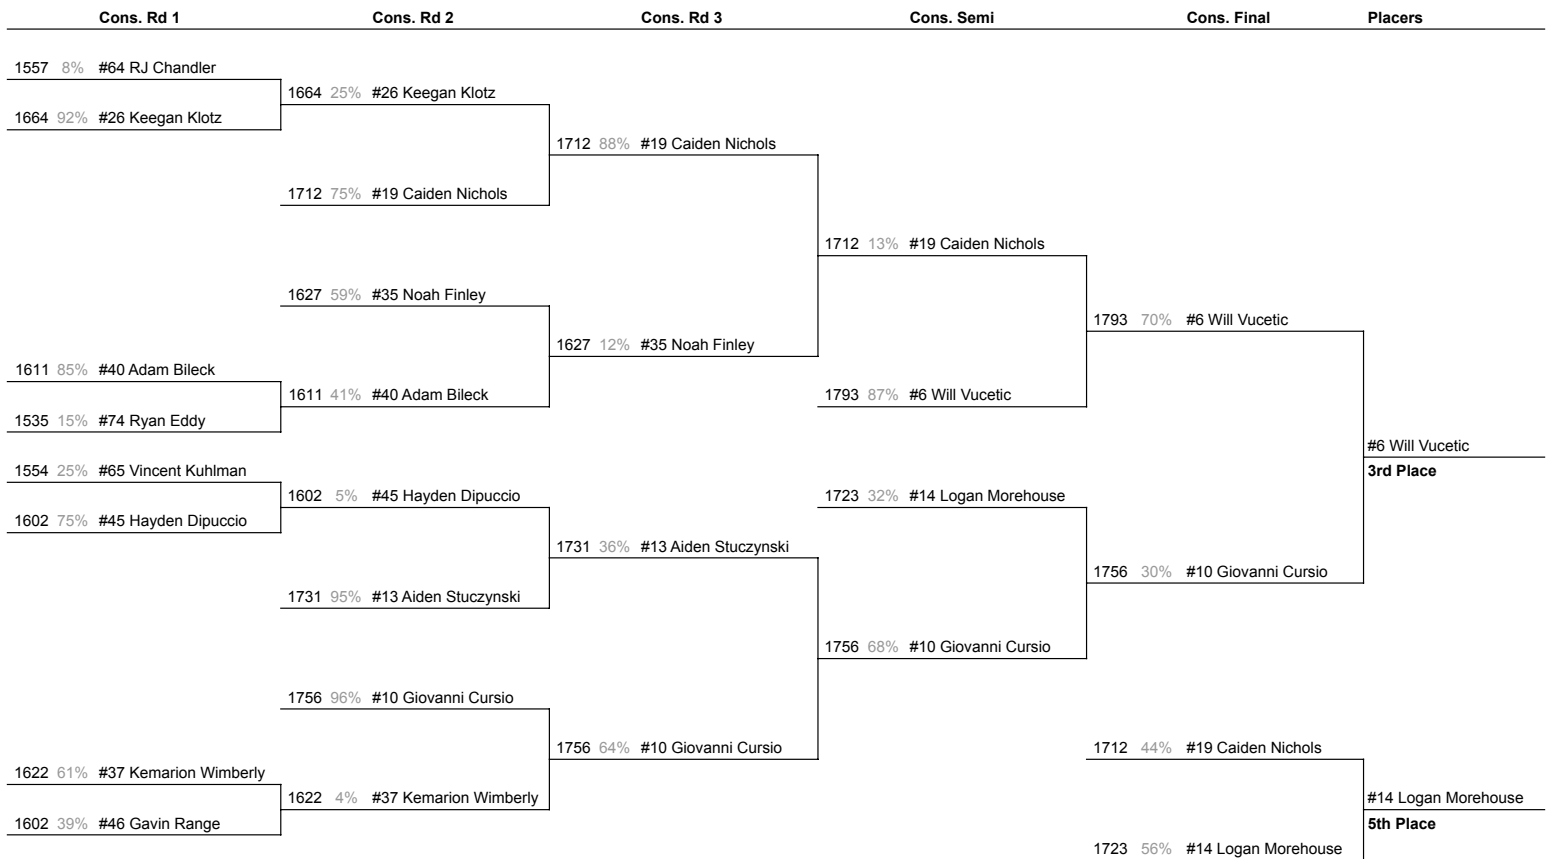 Cons. Rd 1 Cons. Rd 2 Cons. Rd 3 Cons. Semi Cons. Final Placers
1557 8% #64 RJ Chandler
1664 25% #26 Keegan Klotz
1664 92% #26 Keegan Klotz
1712 88% #19 Caiden Nichols
1712 75% #19 Caiden Nichols
1712 13% #19 Caiden Nichols
1627 59% #35 Noah Finley
1793 70% #6 Will Vucetic
1627 12% #35 Noah Finley
1611 85% #40 Adam Bileck
1611 41% #40 Adam Bileck
1793 87% #6 Will Vucetic
1535 15% #74 Ryan Eddy
#6 Will Vucetic
1554 25% #65 Vincent Kuhlman
3rd Place
1602 5% #45 Hayden Dipuccio
1723 32% #14 Logan Morehouse
1602 75% #45 Hayden Dipuccio
1731 36% #13 Aiden Stuczynski
1756 30% #10 Giovanni Cursio
1731 95% #13 Aiden Stuczynski
1756 68% #10 Giovanni Cursio
1756 96% #10 Giovanni Cursio
1756 64% #10 Giovanni Cursio
1712 44% #19 Caiden Nichols
1622 61% #37 Kemarion Wimberly
1622 4% #37 Kemarion Wimberly
#14 Logan Morehouse
1602 39% #46 Gavin Range
5th Place
1723 56% #14 Logan Morehouse